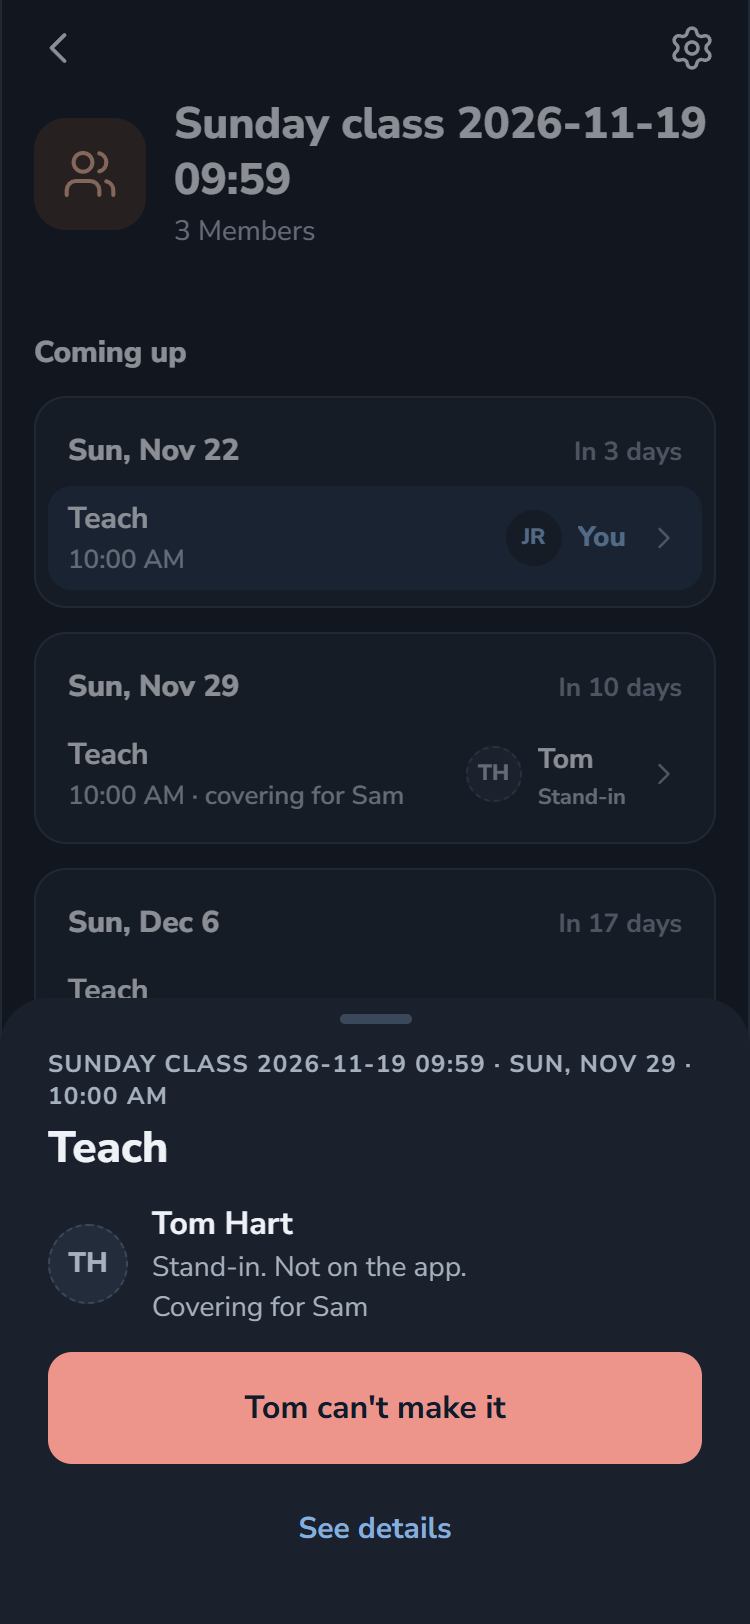 Sunday class 2026-11-19
09:59
3 Members
Coming up
Sun, Nov 22
In 3 days
Teach
10:00 AM
JR
You
Sun, Nov 29
In 10 days
Teach
10:00 AM · covering for Sam
TH
Tom
Stand-in
Sun, Dec 6
In 17 days
Teach
SUNDAY CLASS 2026-11-19 09:59 · SUN, NOV 29 ·
10:00 AM
Teach
TH
Tom Hart
Stand-in. Not on the app.
Covering for Sam
Tom can't make it
See details